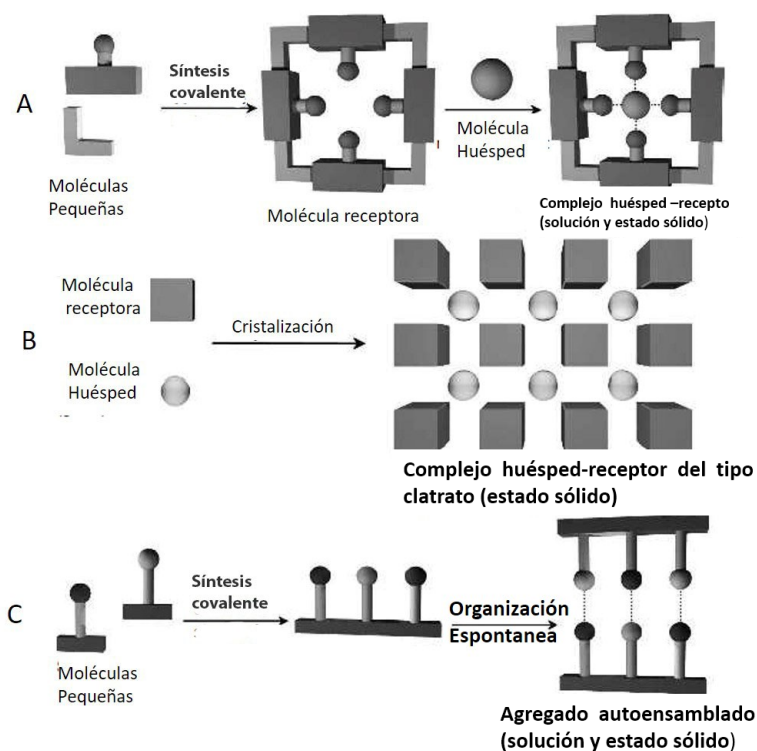 A
Síntesis
covalente
Molécula
Huésped
Moléculas
Pequeñas
Molécula receptora
Complejo huésped –recepto
(solución y estado sólido)
B
Molécula
receptora
Molécula
Huésped
Cristalización
Complejo huésped-receptor del tipo
clatrato (estado sólido)
C
Síntesis
covalente
Organización
Espontanea
Moléculas
Pequeñas
Agregado autoensamblado
(solución y estado sólido)